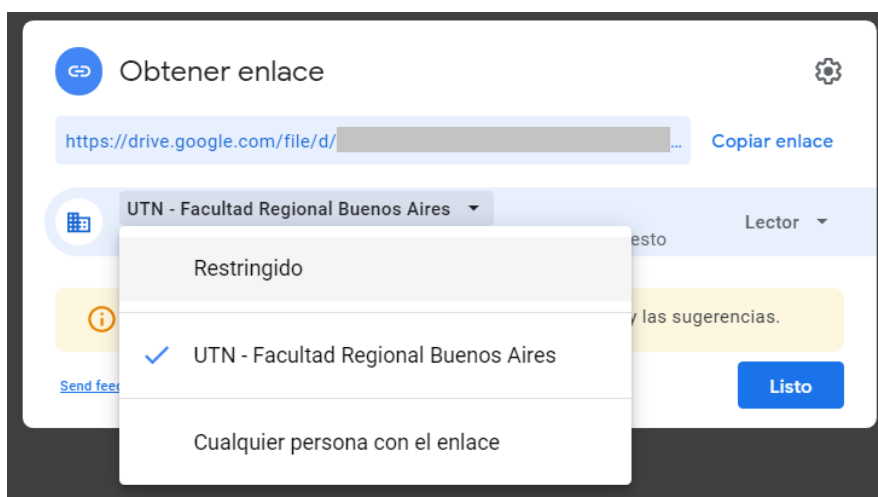 Obtener enlace
https://drive.google.com/file/d/ ... Copiar enlace
UTN - Facultad Regional Buenos Aires
esto Lector
Restringido
y las sugerencias.
UTN - Facultad Regional Buenos Aires
Send feed Listo
Cualquier persona con el enlace